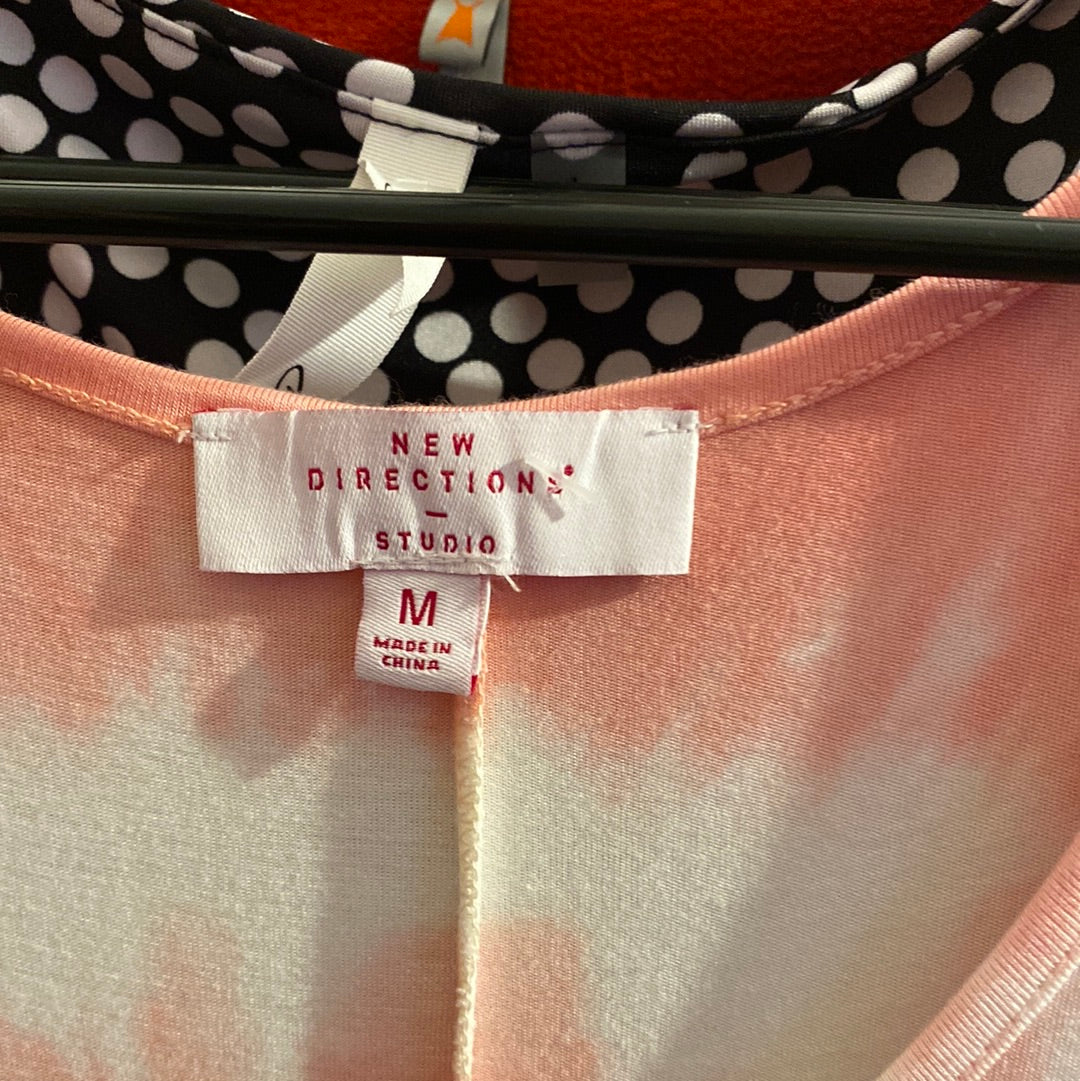 NEW
DIRECTIONS
STUDIO
M
MADE IN
CHINA